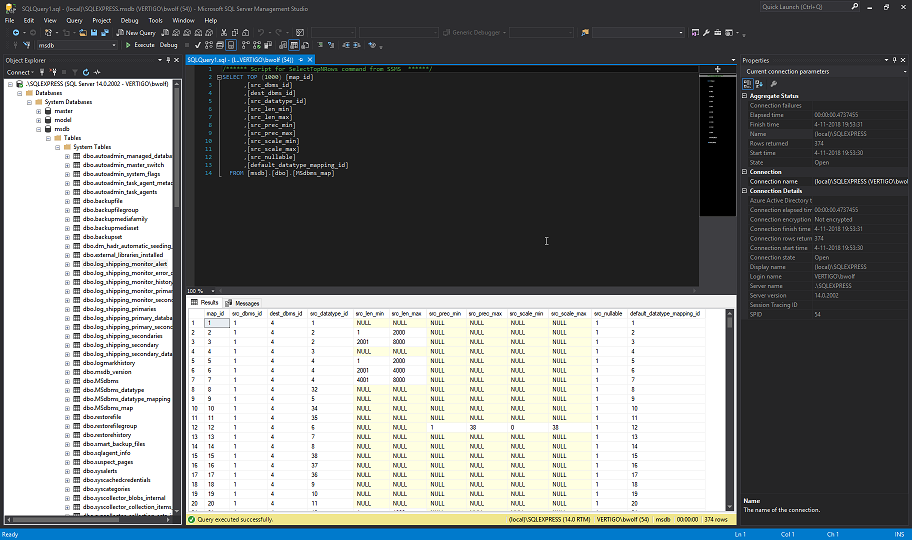 SQLQuery1.sql - (local)\SQLEXPRESS.msdb (VERTIGO\bwolf (54)) - Microsoft SQL Server Management Studio
Quick Launch (Ctrl+Q)
File Edit View Query Project Debug Tools Window Help
New Query
Generic Debugger
msdb
Execute Debug
Object Explorer
Connect
.\SQLEXPRESS (SQL Server 14.0.2002 - VERTIGO\bwolf)
Databases
System Databases
master
model
msdb
Tables
System Tables
dbo.autoadmin_managed_databa
dbo.autoadmin_master_switch
dbo.autoadmin_system_flags
dbo.autoadmin_task_agent_metac
dbo.autoadmin_task_agents
dbo.backupfile
dbo.backupfilegroup
dbo.backupmediafamily
dbo.backupmediaset
dbo.backupset
dbo.dm_hadr_automatic_seeding_
dbo.external_libraries_installed
dbo.log_shipping_monitor_alert
dbo.log_shipping_monitor_error_d
dbo.log_shipping_monitor_history
dbo.log_shipping_monitor_primar
dbo.log_shipping_monitor_second
dbo.log_shipping_primaries
dbo.log_shipping_primary_databa
dbo.log_shipping_primary_second
dbo.log_shipping_secondaries
dbo.log_shipping_secondary
dbo.log_shipping_secondary_data
dbo.logmarkhistory
dbo.msdb_version
dbo.MSdbms
dbo.MSdbms_datatype
dbo.MSdbms_datatype_mapping
dbo.MSdbms_map
dbo.restorefile
dbo.restorefilegroup
dbo.restorehistory
dbo.smart_backup_files
dbo.sqlagent_info
dbo.suspect_pages
dbo.sysalerts
dbo.syscachedcredentials
dbo.syscategories
dbo.syscollector_blobs_internal
dbo.syscollector_collection_items_
SQLQuery1.sql - (l...VERTIGO\bwolf (54))
1 /****** Script for SelectTopNRows command from SSMS ******/
2 SELECT TOP (1000) [map_id]
3 ,[src_dbms_id]
4 ,[dest_dbms_id]
5 ,[src_datatype_id]
6 ,[src_len_min]
7 ,[src_len_max]
8 ,[src_prec_min]
9 ,[src_prec_max]
10 ,[src_scale_min]
11 ,[src_scale_max]
12 ,[src_nullable]
13 ,[default_datatype_mapping_id]
14 FROM [msdb].[dbo].[MSdbms_map]
100 %
Results Messages
map_id src_dbms_id dest_dbms_id src_datatype_id src_len_min src_len_max src_prec_min src_prec_max src_scale_min src_scale_max src_nullable default_datatype_mapping_id
1 1 1 4 1 NULL NULL NULL NULL NULL NULL 1 1
2 2 1 4 2 1 2000 NULL NULL NULL NULL 1 2
3 3 1 4 2 2001 8000 NULL NULL NULL NULL 1 3
4 4 1 4 3 NULL NULL NULL NULL NULL NULL 1 4
5 5 1 4 4 1 2000 NULL NULL NULL NULL 1 5
6 6 1 4 4 2001 4000 NULL NULL NULL NULL 1 6
7 7 1 4 4 4001 8000 NULL NULL NULL NULL 1 7
8 8 1 4 32 NULL NULL NULL NULL NULL NULL 1 8
9 9 1 4 5 NULL NULL NULL NULL NULL NULL 1 9
10 10 1 4 34 NULL NULL NULL NULL NULL NULL 1 10
11 11 1 4 35 NULL NULL NULL NULL NULL NULL 1 11
12 12 1 4 6 NULL NULL 1 38 0 38 1 12
13 13 1 4 7 NULL NULL NULL NULL NULL NULL 1 13
14 14 1 4 8 NULL NULL NULL NULL NULL NULL 1 14
15 15 1 4 38 NULL NULL NULL NULL NULL NULL 1 15
16 16 1 4 37 NULL NULL NULL NULL NULL NULL 1 16
17 17 1 4 36 NULL NULL NULL NULL NULL NULL 1 17
18 18 1 4 9 NULL NULL NULL NULL NULL NULL 1 18
19 19 1 4 10 NULL NULL NULL NULL NULL NULL 1 19
20 20 1 4 11 NULL NULL NULL NULL NULL NULL 1 20
Query executed successfully. (local)\SQLEXPRESS (14.0 RTM) VERTIGO\bwolf (54) msdb 00:00:00 374 rows
Properties
Current connection parameters
Aggregate Status
Connection failures
Elapsed time 00:00:00.4737455
Finish time 4-11-2018 19:53:31
Name (local)\SQLEXPRESS
Rows returned 374
Start time 4-11-2018 19:53:30
State Open
Connection
Connection name (local)\SQLEXPRESS (VERTIGO\bwol
Connection Details
Azure Active Directory t
Connection elapsed tim 00:00:00.4737455
Connection encryption Not encrypted
Connection finish time 4-11-2018 19:53:31
Connection rows return 374
Connection start time 4-11-2018 19:53:30
Connection state Open
Display name (local)\SQLEXPRESS
Login name VERTIGO\bwolf
Server name .\SQLEXPRESS
Server version 14.0.2002
Session Tracing ID
SPID 54
Name
The name of the connection.
Ready Ln 1 Col 1 Ch 1 INS